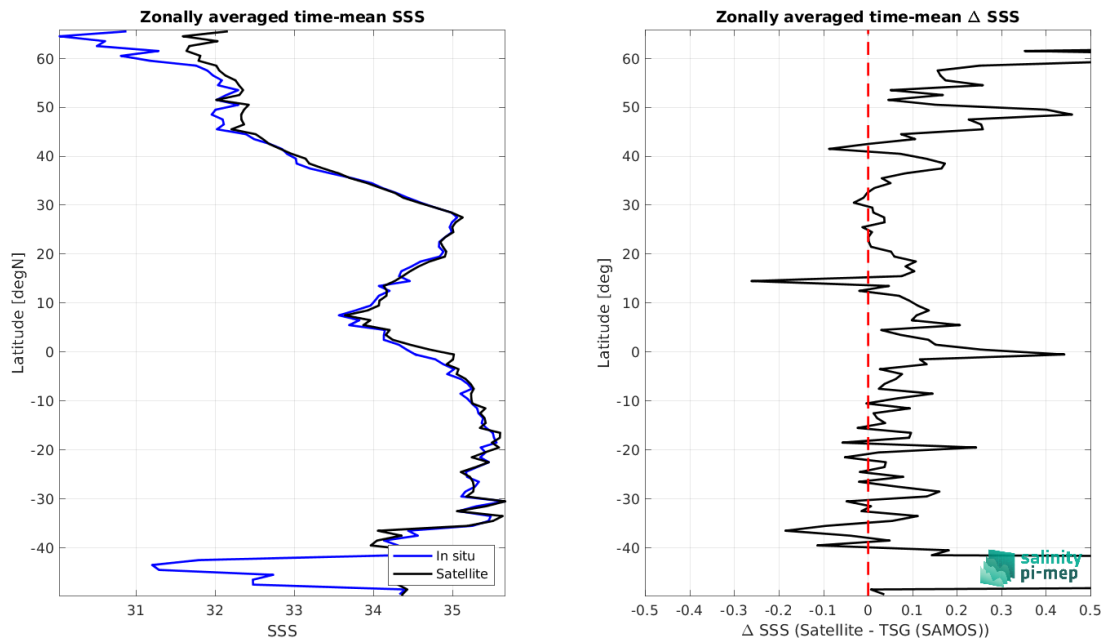 Zonally averaged time-mean SSS
60
50
40
30
20
10
0
-10
-20
-30
-40
Latitude [degN]
31 32 33 34 35
SSS
In situ
Satellite
Zonally averaged time-mean Δ SSS
60
50
40
30
20
10
0
-10
-20
-30
-40
Latitude [deg]
-0.5 -0.4 -0.3 -0.2 -0.1 0 0.1 0.2 0.3 0.4 0.5
Δ SSS (Satellite - TSG (SAMOS))
salinity
pi-mep